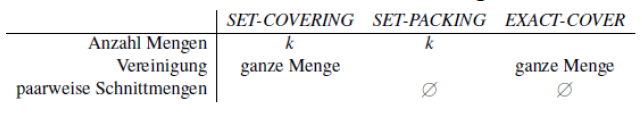 SET-COVERING SET-PACKING EXACT-COVER
Anzahl Mengen k k
Vereinigung ganze Menge ganze Menge
paarweise Schnittmengen ∅ ∅